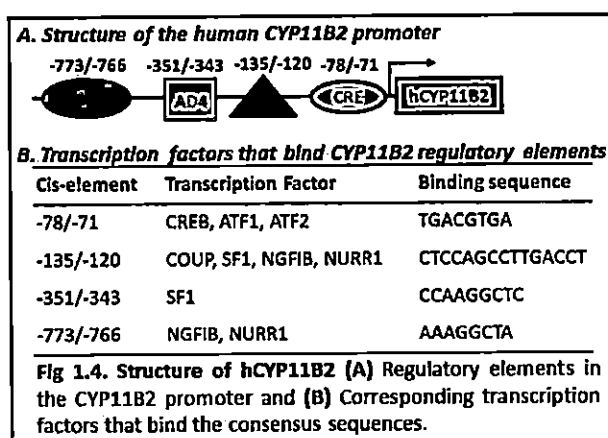 A. Structure of the human CYP11B2 promoter
-773/-766 -351/-343 -135/-120 -78/-71
AD4 CRE hCYP11B2
B. Transcription factors that bind CYP11B2 regulatory elements
Cis-element Transcription Factor Binding sequence
-78/-71 CREB, ATF1, ATF2 TGACGTGA
-135/-120 COUP, SF1, NGFIB, NURR1 CTCCAGCCTTGACCT
-351/-343 SF1 CCAAGGCTC
-773/-766 NGFIB, NURR1 AAAGGCTA
Fig 1.4. Structure of hCYP11B2 (A) Regulatory elements in
the CYP11B2 promoter and (B) Corresponding transcription
factors that bind the consensus sequences.